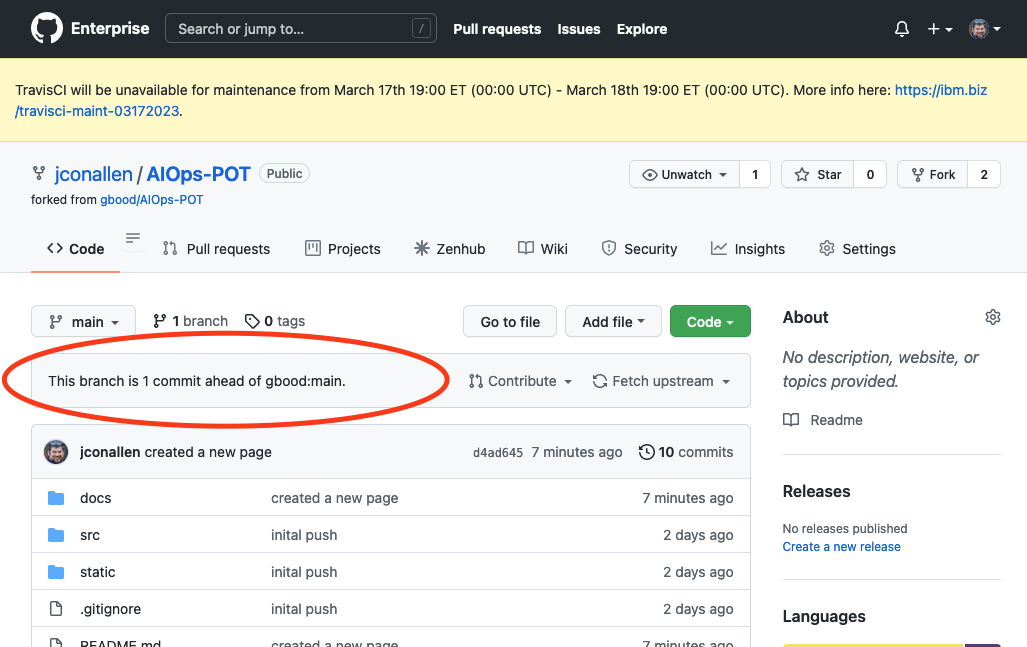 Enterprise Search or jump to... / Pull requests Issues Explore
TravisCI will be unavailable for maintenance from March 17th 19:00 ET (00:00 UTC) - March 18th 19:00 ET (00:00 UTC). More info here: https://ibm.biz
/travisci-maint-03172023.
jconallen / AIOps-POT Public Unwatch 1 Star 0 Fork 2
forked from gbood/AIOps-POT
Code Pull requests Projects Zenhub Wiki Security Insights Settings
main 1 branch 0 tags Go to file Add file Code
This branch is 1 commit ahead of gbood:main. Contribute Fetch upstream
jconallen created a new page d4ad645 7 minutes ago 10 commits
docs created a new page 7 minutes ago
src inital push 2 days ago
static inital push 2 days ago
.gitignore inital push 2 days ago
README.md created a new page 7 minutes ago
About
No description, website, or
topics provided.
Readme
Releases
No releases published
Create a new release
Languages